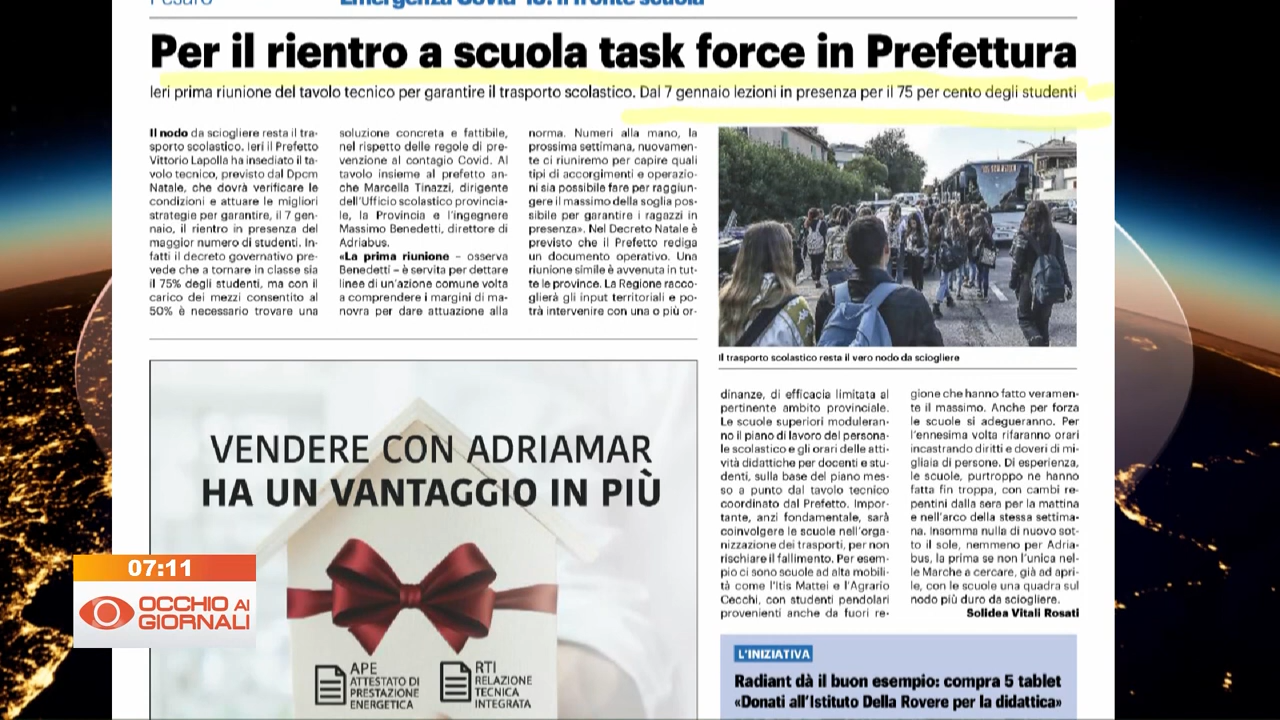 Pesaro
Emergenza Covid-19: il fronte scuola
Per il rientro a scuola task force in Prefettura
Ieri prima riunione del tavolo tecnico per garantire il trasporto scolastico. Dal 7 gennaio lezioni in presenza per il 75 per cento degli studenti
Il nodo da sciogliere resta il tra-
sporto scolastico. Ieri il Prefetto
Vittorio Lapolla ha insediato il ta-
volo tecnico, previsto dal Dpcm
Natale, che dovrà verificare le
condizioni e attuare le migliori
strategie per garantire, il 7 gen-
naio, il rientro in presenza del
maggior numero di studenti. In-
fatti il decreto governativo pre-
vede che a tornare in classe sia
il 75% degli studenti, ma con il
carico dei mezzi consentito al
50% è necessario trovare una
soluzione concreta e fattibile,
nel rispetto delle regole di pre-
venzione al contagio Covid. Al
tavolo insieme al prefetto an-
che Marcella Tinazzi, dirigente
dell'Ufficio scolastico provincia-
le, la Provincia e l'ingegnere
Massimo Benedetti, direttore di
Adriabus.
«La prima riunione – osserva
Benedetti – è servita per dettare
linee di un'azione comune volta
a comprendere i margini di ma-
novra per dare attuazione alla
norma. Numeri alla mano, la
prossima settimana, nuovamen-
te ci riuniremo per capire quali
tipi di accorgimenti e operazio-
ni sia possibile fare per raggiun-
gere il massimo della soglia pos-
sibile per garantire i ragazzi in
presenza». Nel Decreto Natale è
previsto che il Prefetto rediga
un documento operativo. Una
riunione simile è avvenuta in tut-
te le province. La Regione racco-
glierà gli input territoriali e po-
trà intervenire con una o più or-
Il trasporto scolastico resta il vero nodo da sciogliere
dinanze, di efficacia limitata al
pertinente ambito provinciale.
Le scuole superiori moduleran-
no il piano di lavoro del persona-
le scolastico e gli orari delle atti-
vità didattiche per docenti e stu-
denti, sulla base del piano mes-
so a punto dal tavolo tecnico
coordinato dal Prefetto. Impor-
tante, anzi fondamentale, sarà
coinvolgere le scuole nell'orga-
nizzazione dei trasporti, per non
rischiare il fallimento. Per esem-
pio ci sono scuole ad alta mobili-
tà come l'Itis Mattei e l'Agrario
Cecchi, con studenti pendolari
provenienti anche da fuori re-
gione che hanno fatto veramen-
te il massimo. Anche per forza
le scuole si adegueranno. Per
l'ennesima volta rifaranno orari
incastrando diritti e doveri di mi-
gliaia di persone. Di esperienza,
le scuole, purtroppo ne hanno
fatta fin troppa, con cambi re-
pentini dalla sera per la mattina
e nell'arco della stessa settima-
na. Insomma nulla di nuovo sot-
to il sole, nemmeno per Adria-
bus, la prima se non l'unica nel-
le Marche a cercare, già ad apri-
le, con le scuole una quadra sul
nodo più duro da sciogliere.
Solidea Vitali Rosati
VENDERE CON ADRIAMAR
HA UN VANTAGGIO IN PIÙ
APE
ATTESTATO DI
PRESTAZIONE
ENERGETICA
RTI
RELAZIONE
TECNICA
INTEGRATA
07:11
OCCHIO AI
GIORNALI
L'INIZIATIVA
Radiant dà il buon esempio: compra 5 tablet
«Donati all'Istituto Della Rovere per la didattica»